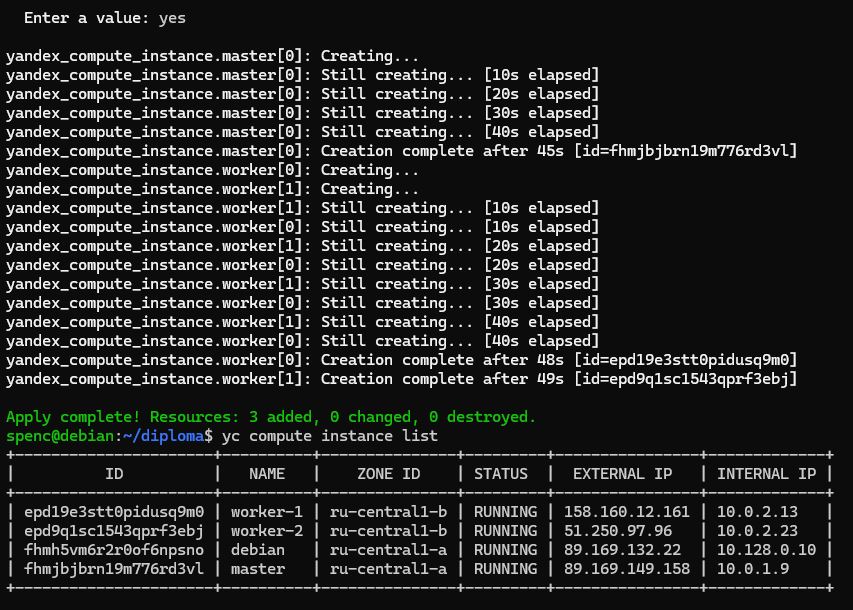 Enter a value: yes
yandex_compute_instance.master[0]: Creating...
yandex_compute_instance.master[0]: Still creating... [10s elapsed]
yandex_compute_instance.master[0]: Still creating... [20s elapsed]
yandex_compute_instance.master[0]: Still creating... [30s elapsed]
yandex_compute_instance.master[0]: Still creating... [40s elapsed]
yandex_compute_instance.master[0]: Creation complete after 45s [id=fhmjbjbrn19m776rd3vl]
yandex_compute_instance.worker[0]: Creating...
yandex_compute_instance.worker[1]: Creating...
yandex_compute_instance.worker[1]: Still creating... [10s elapsed]
yandex_compute_instance.worker[0]: Still creating... [10s elapsed]
yandex_compute_instance.worker[1]: Still creating... [20s elapsed]
yandex_compute_instance.worker[0]: Still creating... [20s elapsed]
yandex_compute_instance.worker[1]: Still creating... [30s elapsed]
yandex_compute_instance.worker[0]: Still creating... [30s elapsed]
yandex_compute_instance.worker[1]: Still creating... [40s elapsed]
yandex_compute_instance.worker[0]: Still creating... [40s elapsed]
yandex_compute_instance.worker[0]: Creation complete after 48s [id=epd19e3stt0pidusq9m0]
yandex_compute_instance.worker[1]: Creation complete after 49s [id=epd9q1sc1543qprf3ebj]
Apply complete! Resources: 3 added, 0 changed, 0 destroyed.
spenc@debian:~/diploma$ yc compute instance list
+----------------------+----------+---------------+---------+----------------+-------------+
| ID | NAME | ZONE ID | STATUS | EXTERNAL IP | INTERNAL IP |
+----------------------+----------+---------------+---------+----------------+-------------+
| epd19e3stt0pidusq9m0 | worker-1 | ru-central1-b | RUNNING | 158.160.12.161 | 10.0.2.13 |
| epd9q1sc1543qprf3ebj | worker-2 | ru-central1-b | RUNNING | 51.250.97.96 | 10.0.2.23 |
| fhmh5vm6r2r0of6npsno | debian | ru-central1-a | RUNNING | 89.169.132.22 | 10.128.0.10 |
| fhmjbjbrn19m776rd3vl | master | ru-central1-a | RUNNING | 89.169.149.158 | 10.0.1.9 |
+----------------------+----------+---------------+---------+----------------+-------------+